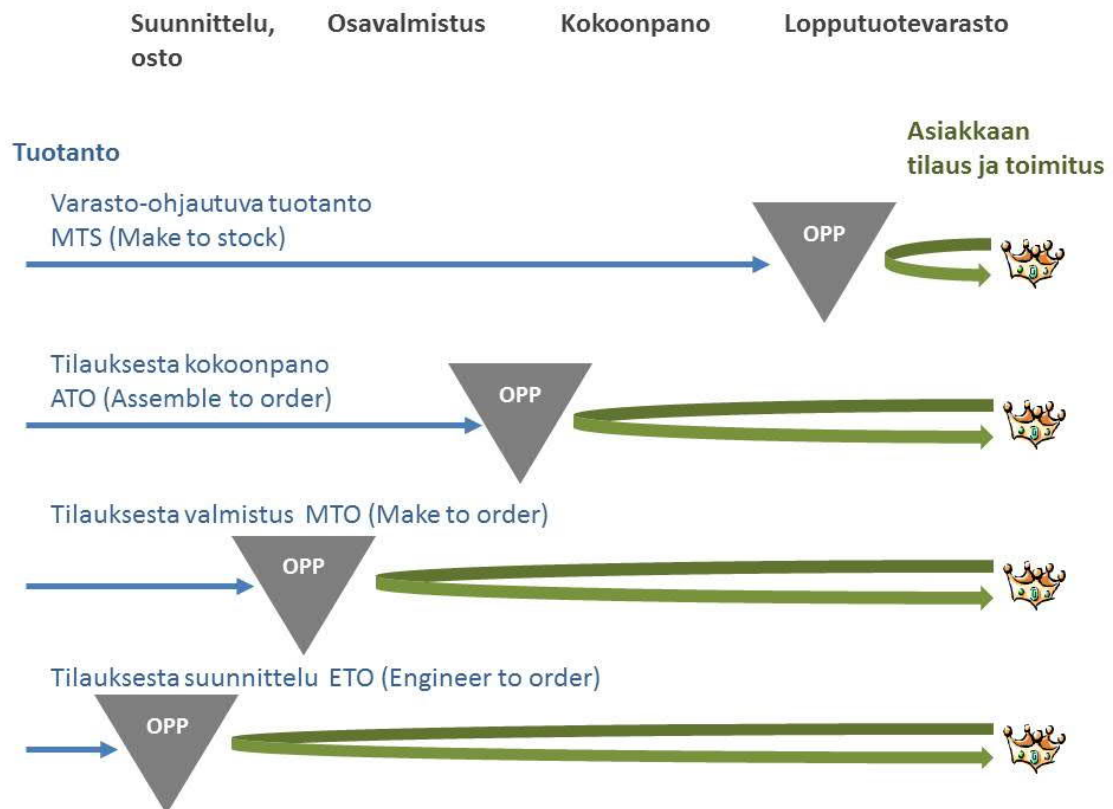 Suunnittelu,
osto
Osavalmistus
Kokoonpano
Lopputuotevarasto
Asiakkaan
tilaus ja toimitus
Tuotanto
Varasto-ohjautuva tuotanto
MTS (Make to stock)
OPP
Tilauksesta kokoonpano
ATO (Assemble to order)
OPP
Tilauksesta valmistus MTO (Make to order)
OPP
Tilauksesta suunnittelu ETO (Engineer to order)
OPP